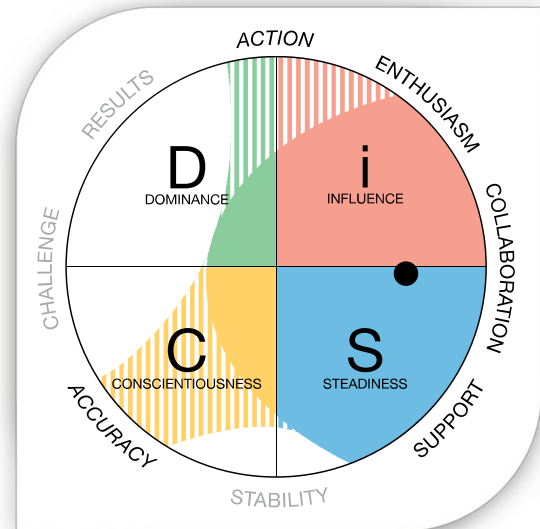 ACTION
ENTHUSIASM
RESULTS
D
DOMINANCE
i
INFLUENCE
COLLABORATION
CHALLENGE
C
CONSCIENTIOUSNESS
S
STEADINESS
SUPPORT
ACCURACY
STABILITY